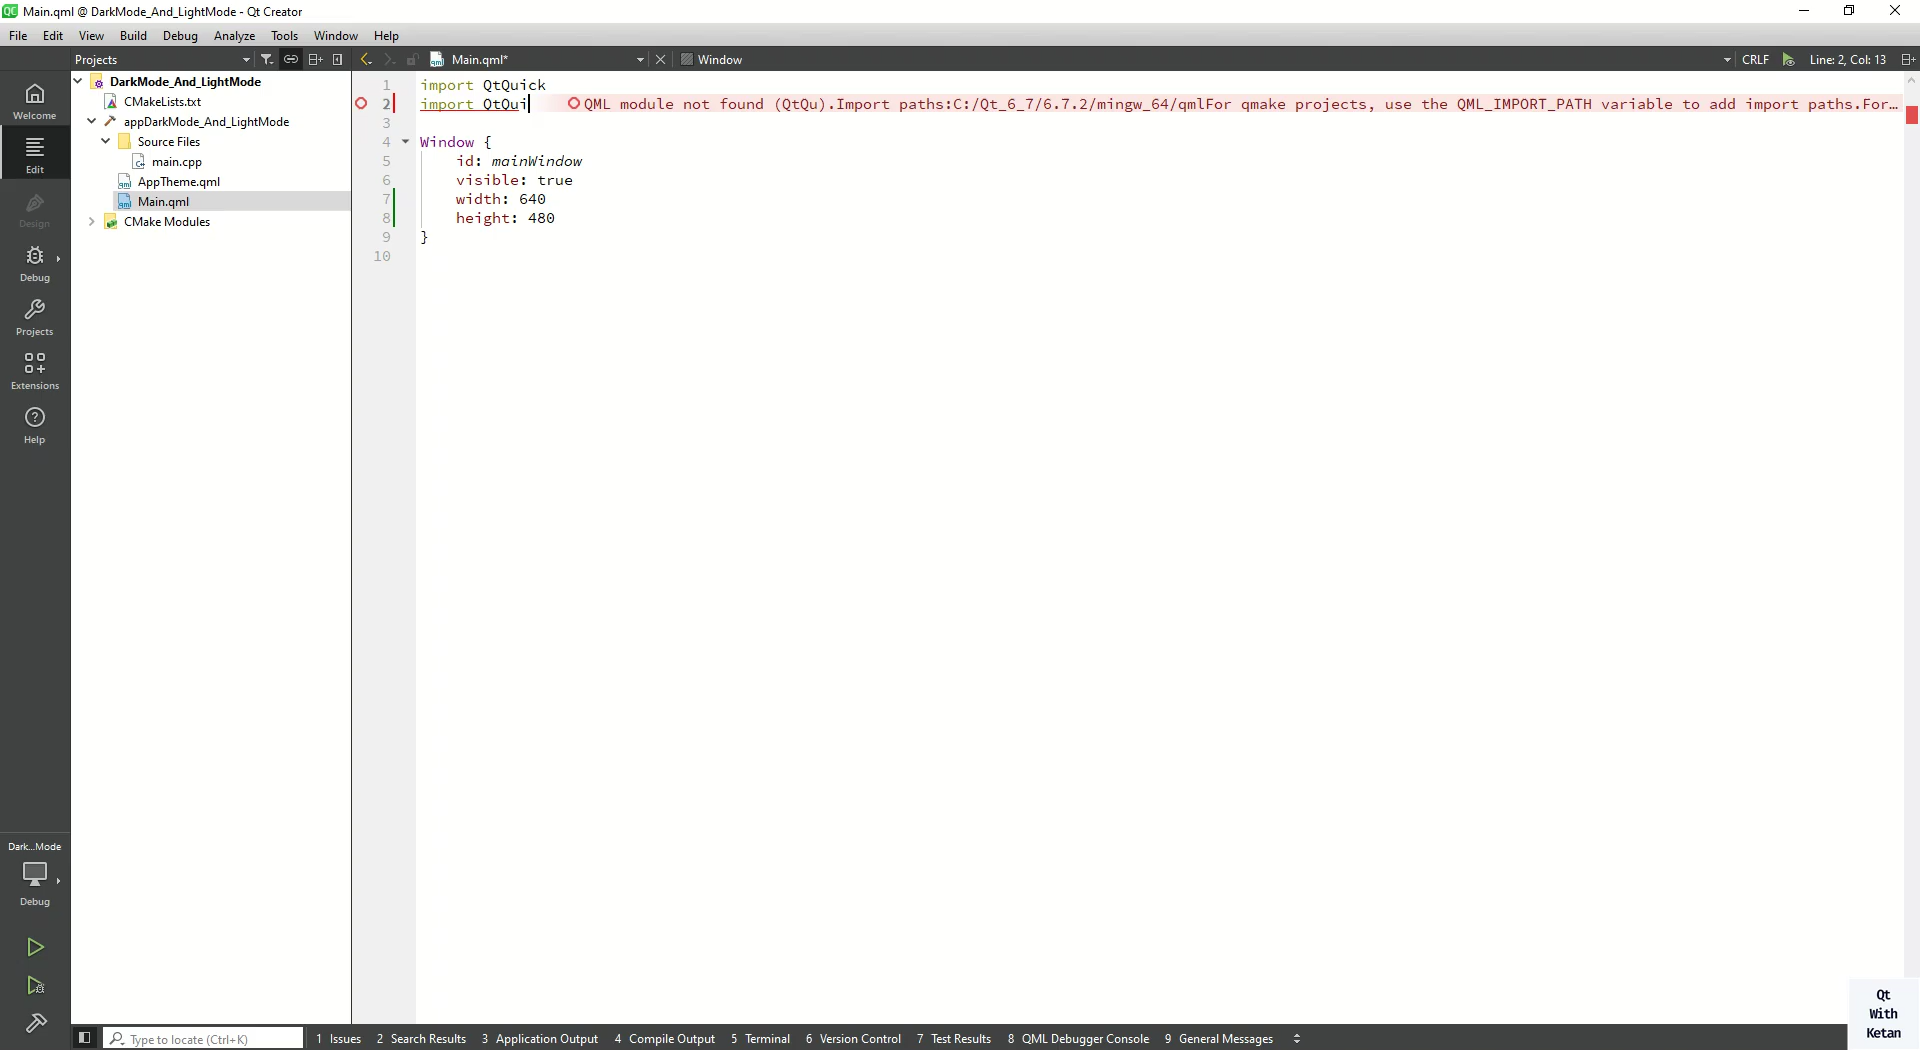 Main.qml @ DarkMode_And_LightMode - Qt Creator
File Edit View Build Debug Analyze Tools Window Help
Projects Main.qml* Window CRLF Line: 2, Col: 13
DarkMode_And_LightMode
CMakeLists.txt
appDarkMode_And_LightMode
Source Files
main.cpp
AppTheme.qml
Main.qml
CMake Modules
Welcome
Edit
Design
Debug
Projects
Extensions
Help
1 import QtQuick
2 import QtQui QML module not found (QtQu).Import paths:C:/Qt_6_7/6.7.2/mingw_64/qmlFor qmake projects, use the QML_IMPORT_PATH variable to add import paths.For…
3
4 Window {
5 id: mainWindow
6 visible: true
7 width: 640
8 height: 480
9 }
10
Dark...Mode
Debug
Qt
With
Ketan
Type to locate (Ctrl+K) 1 Issues 2 Search Results 3 Application Output 4 Compile Output 5 Terminal 6 Version Control 7 Test Results 8 QML Debugger Console 9 General Messages